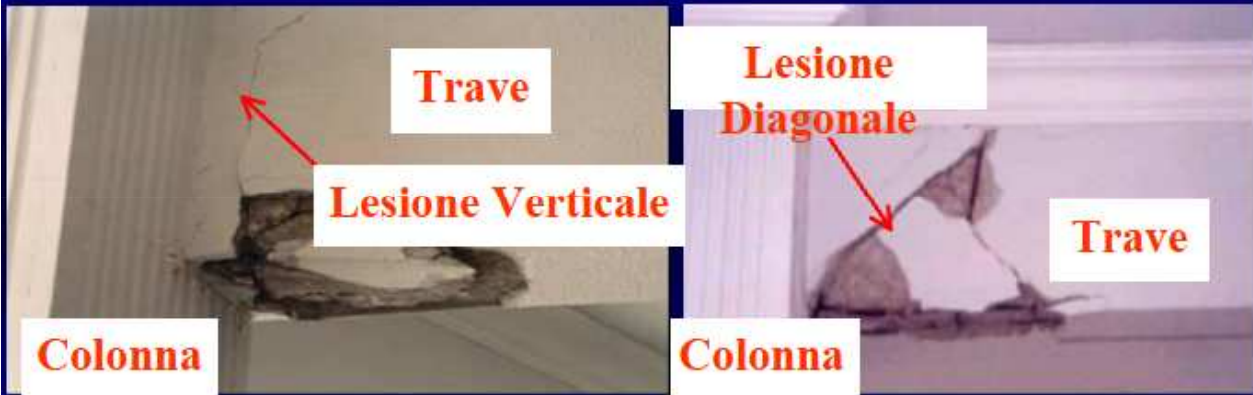 Trave
Lesione Verticale
Colonna
Lesione
Diagonale
Trave
Colonna